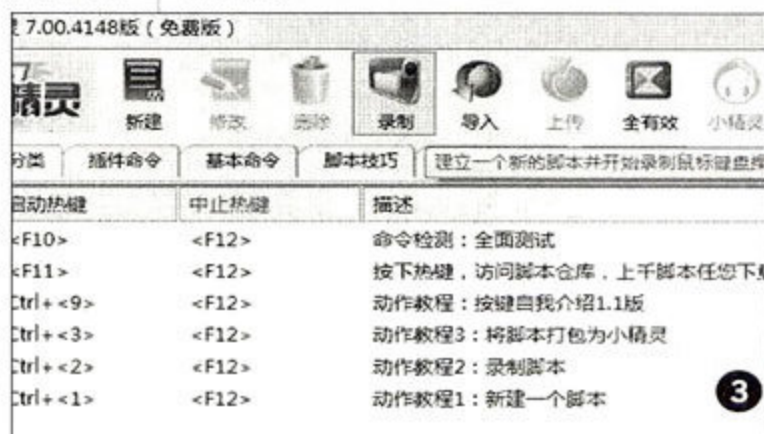 7.00.4148版（免费版）
精灵
新建 修改 删除 录制 导入 上传 全有效 小精灵
分类 插件命令 基本命令 脚本技巧 建立一个新的脚本并开始录制鼠标键盘操
启动热键 中止热键 描述
<F10> <F12> 命令检测：全面测试
<F11> <F12> 按下热键，访问脚本仓库，上千脚本任您下载
Ctrl+<9> <F12> 动作教程：按键自我介绍1.1版
Ctrl+<3> <F12> 动作教程3：将脚本打包为小精灵
Ctrl+<2> <F12> 动作教程2：录制脚本
Ctrl+<1> <F12> 动作教程1：新建一个脚本
3